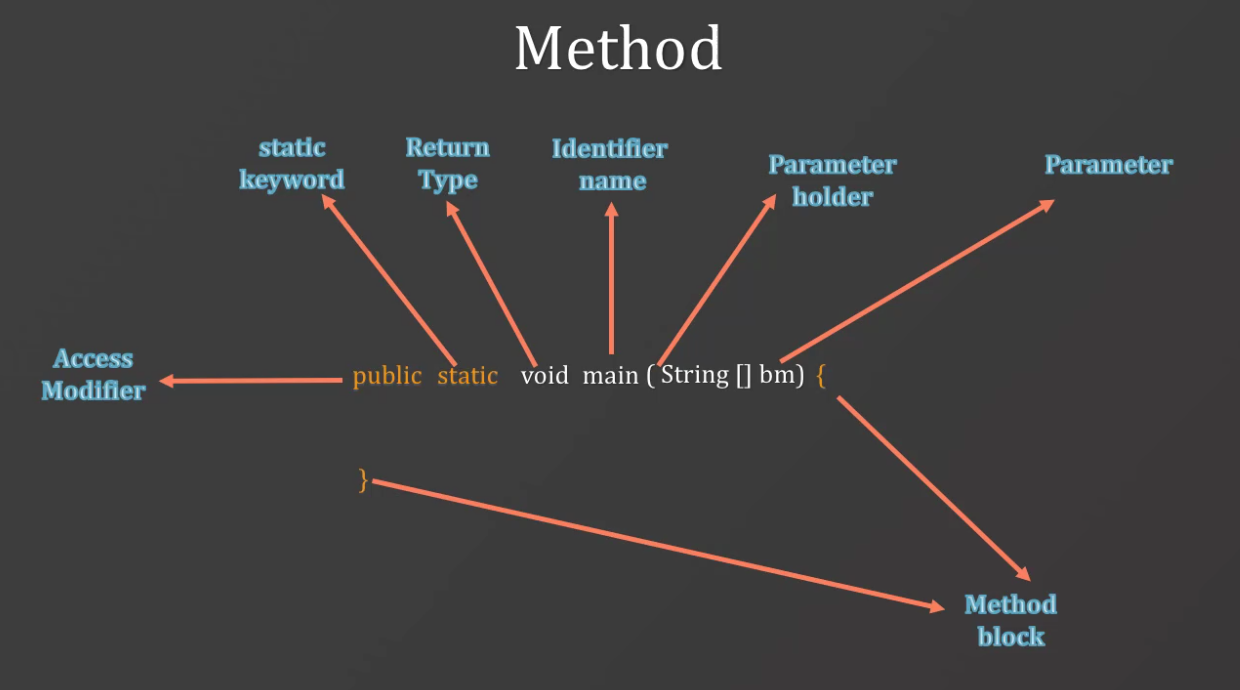 Method
static
keyword
Return
Type
Identifier
name
Parameter
holder
Parameter
Access
Modifier
public static void main ( String [] bm) {
}
Method
block